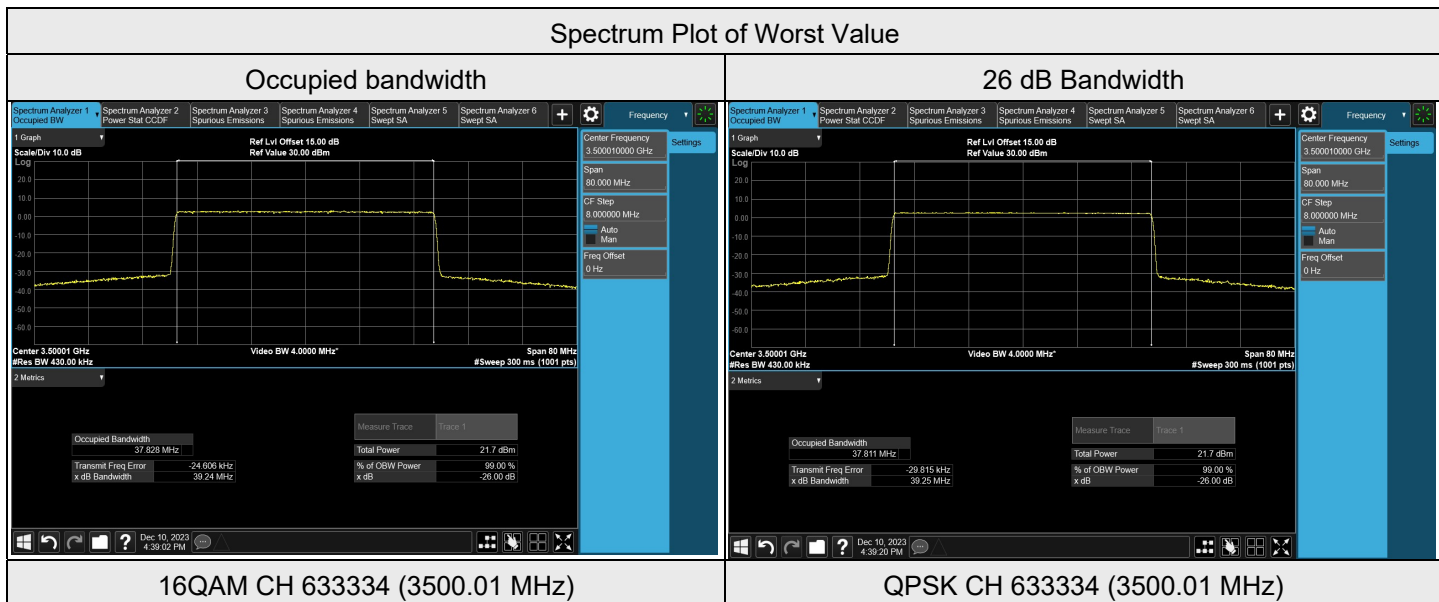 Spectrum Plot of Worst Value
Occupied bandwidth
26 dB Bandwidth
Spectrum Analyzer 1
Occupied BW
Spectrum Analyzer 2
Power Stat CCDF
Spectrum Analyzer 3
Spurious Emissions
Spectrum Analyzer 4
Spurious Emissions
Spectrum Analyzer 5
Swept SA
Spectrum Analyzer 6
Swept SA
+
Frequency
1 Graph
Scale/Div 10.0 dB
Log
Ref Lvl Offset 15.00 dB
Ref Value 30.00 dBm
20.0
10.0
0.00
-10.0
-20.0
-30.0
-40.0
-50.0
-60.0
Center 3.50001 GHz
#Res BW 430.00 kHz
Video BW 4.0000 MHz*
Span 80 MHz
#Sweep 300 ms (1001 pts)
Center Frequency
3.500010000 GHz
Settings
Span
80.000 MHz
CF Step
8.000000 MHz
Auto
Man
Freq Offset
0 Hz
2 Metrics
Measure Trace Trace 1
Occupied Bandwidth
37.828 MHz
Total Power 21.7 dBm
Transmit Freq Error -24.606 kHz
% of OBW Power 99.00 %
x dB Bandwidth 39.24 MHz
x dB -26.00 dB
?
Dec 10, 2023
4:39:02 PM
Spectrum Analyzer 1
Occupied BW
Spectrum Analyzer 2
Power Stat CCDF
Spectrum Analyzer 3
Spurious Emissions
Spectrum Analyzer 4
Spurious Emissions
Spectrum Analyzer 5
Swept SA
Spectrum Analyzer 6
Swept SA
+
Frequency
1 Graph
Scale/Div 10.0 dB
Log
Ref Lvl Offset 15.00 dB
Ref Value 30.00 dBm
20.0
10.0
0.00
-10.0
-20.0
-30.0
-40.0
-50.0
-60.0
Center 3.50001 GHz
#Res BW 430.00 kHz
Video BW 4.0000 MHz*
Span 80 MHz
#Sweep 300 ms (1001 pts)
Center Frequency
3.500010000 GHz
Settings
Span
80.000 MHz
CF Step
8.000000 MHz
Auto
Man
Freq Offset
0 Hz
2 Metrics
Measure Trace Trace 1
Occupied Bandwidth
37.811 MHz
Total Power 21.7 dBm
Transmit Freq Error -29.815 kHz
% of OBW Power 99.00 %
x dB Bandwidth 39.25 MHz
x dB -26.00 dB
?
Dec 10, 2023
4:39:20 PM
16QAM CH 633334 (3500.01 MHz)
QPSK CH 633334 (3500.01 MHz)